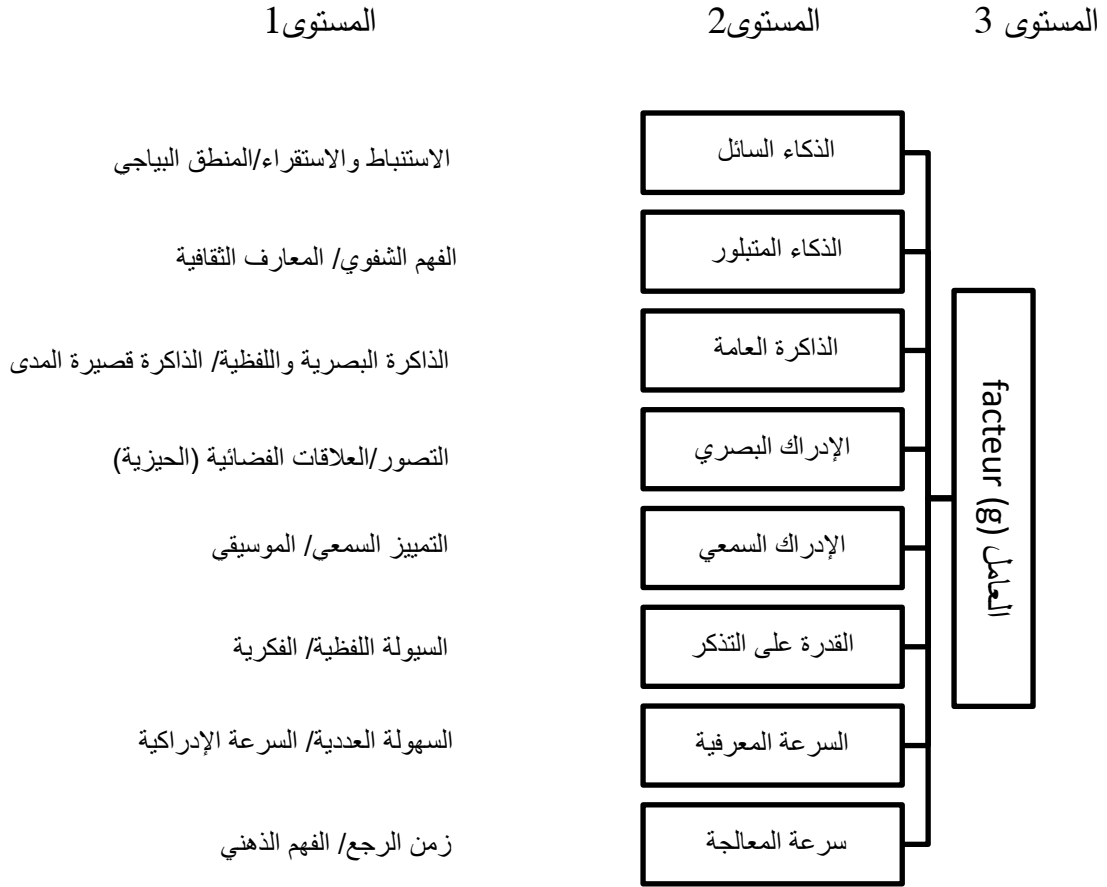 المستوى 3
المستوى2
المستوى1
العامل facteur (g)
الذكاء السائل
الاستنباط والاستقراء/المنطق البياجي
الذكاء المتبلور
الفهم الشفوي/ المعارف الثقافية
الذاكرة العامة
الذاكرة البصرية واللفظية/ الذاكرة قصيرة المدى
الإدراك البصري
التصور/العلاقات الفضائية (الحيزية)
الإدراك السمعي
التمييز السمعي/ الموسيقي
القدرة على التذكر
السيولة اللفظية/ الفكرية
السرعة المعرفية
السهولة العددية/ السرعة الإدراكية
سرعة المعالجة
زمن الرجع/ الفهم الذهني